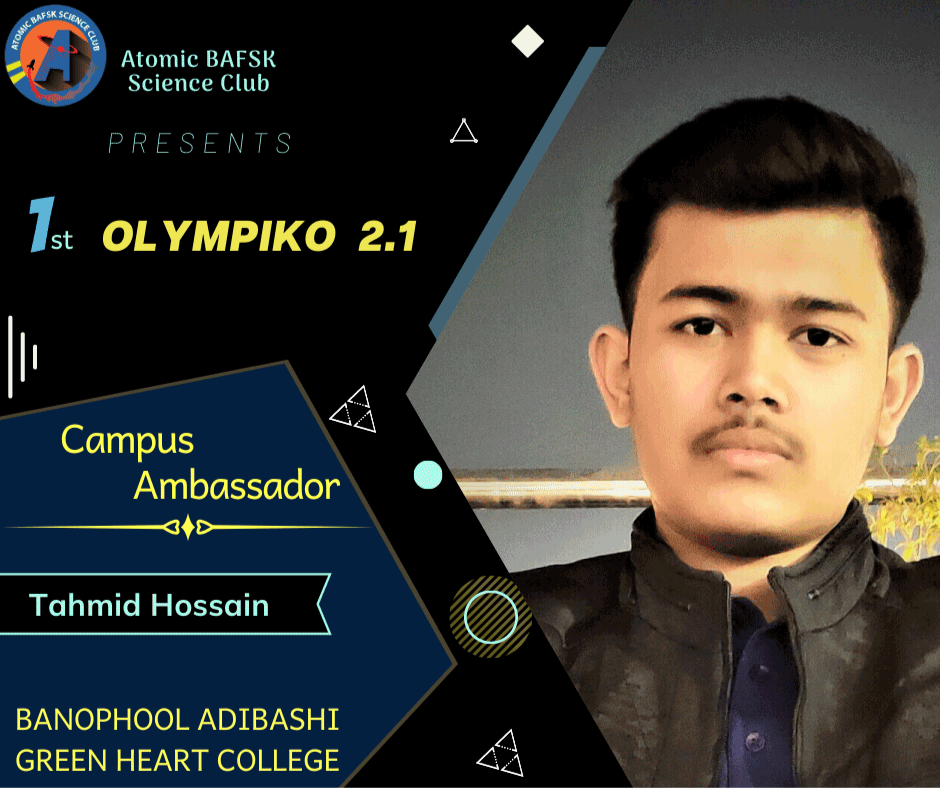 ATOMIC BAFSK SCIENCE CLUB
A
Atomic BAFSK
Science Club
PRESENTS
1st OLYMPIKO 2.1
Campus
Ambassador
Tahmid Hossain
BANOPHOOL ADIBASHI
GREEN HEART COLLEGE